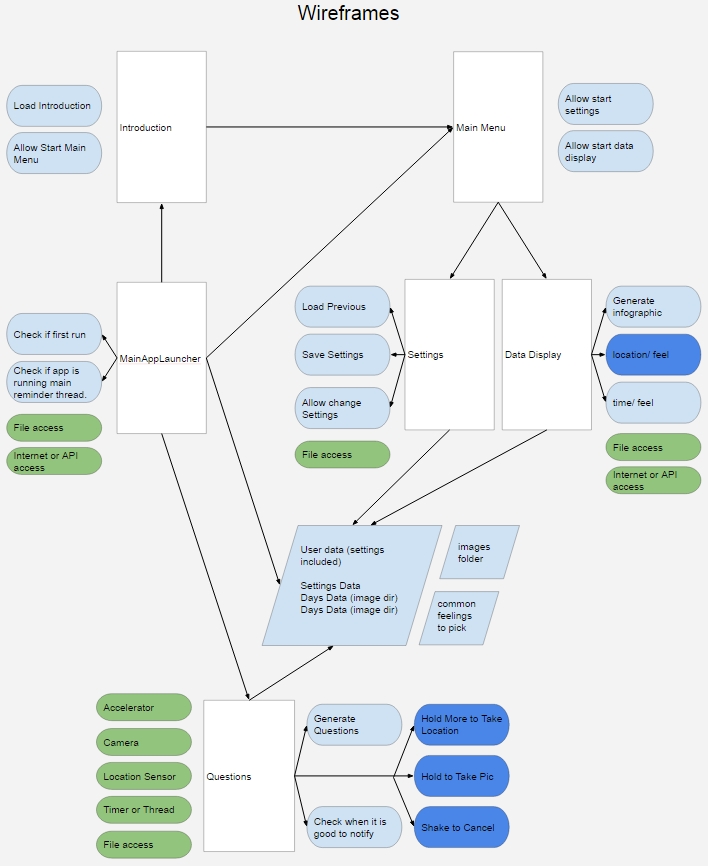 Wireframes
Load Introduction
Allow Start Main
Menu
Introduction
Main Menu
Allow start
settings
Allow start data
display
Check if first run
Check if app is
running main
reminder thread.
File access
Internet or API
access
MainAppLauncher
Load Previous
Save Settings
Allow change
Settings
File access
Settings
Data Display
Generate
infographic
location/ feel
time/ feel
File access
Internet or API
access
User data (settings
included)
Settings Data
Days Data (image dir)
Days Data (image dir)
images
folder
common
feelings
to pick
Accelerator
Camera
Location Sensor
Timer or Thread
File access
Questions
Generate
Questions
Check when it is
good to notify
Hold More to Take
Location
Hold to Take Pic
Shake to Cancel